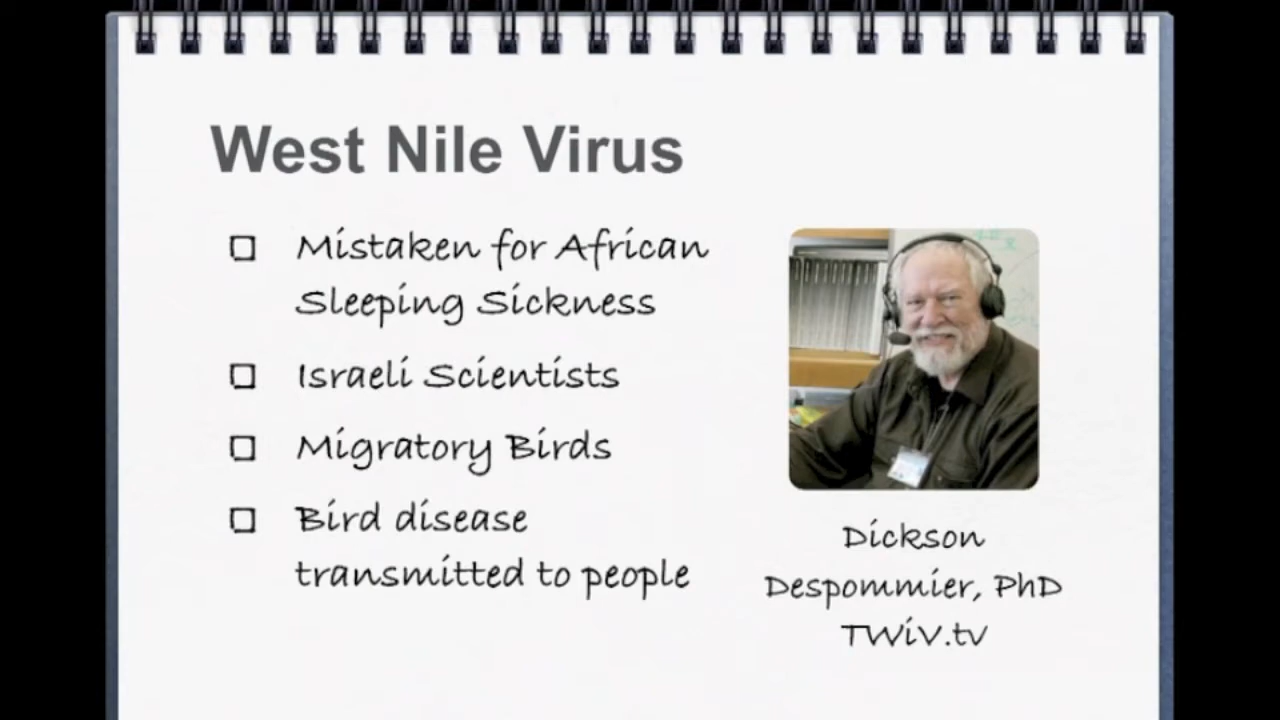 West Nile Virus
Mistaken for African
Sleeping Sickness
Israeli Scientists
Migratory Birds
Bird disease
transmitted to people
Dickson
Despommier, PhD
TWiV.tv